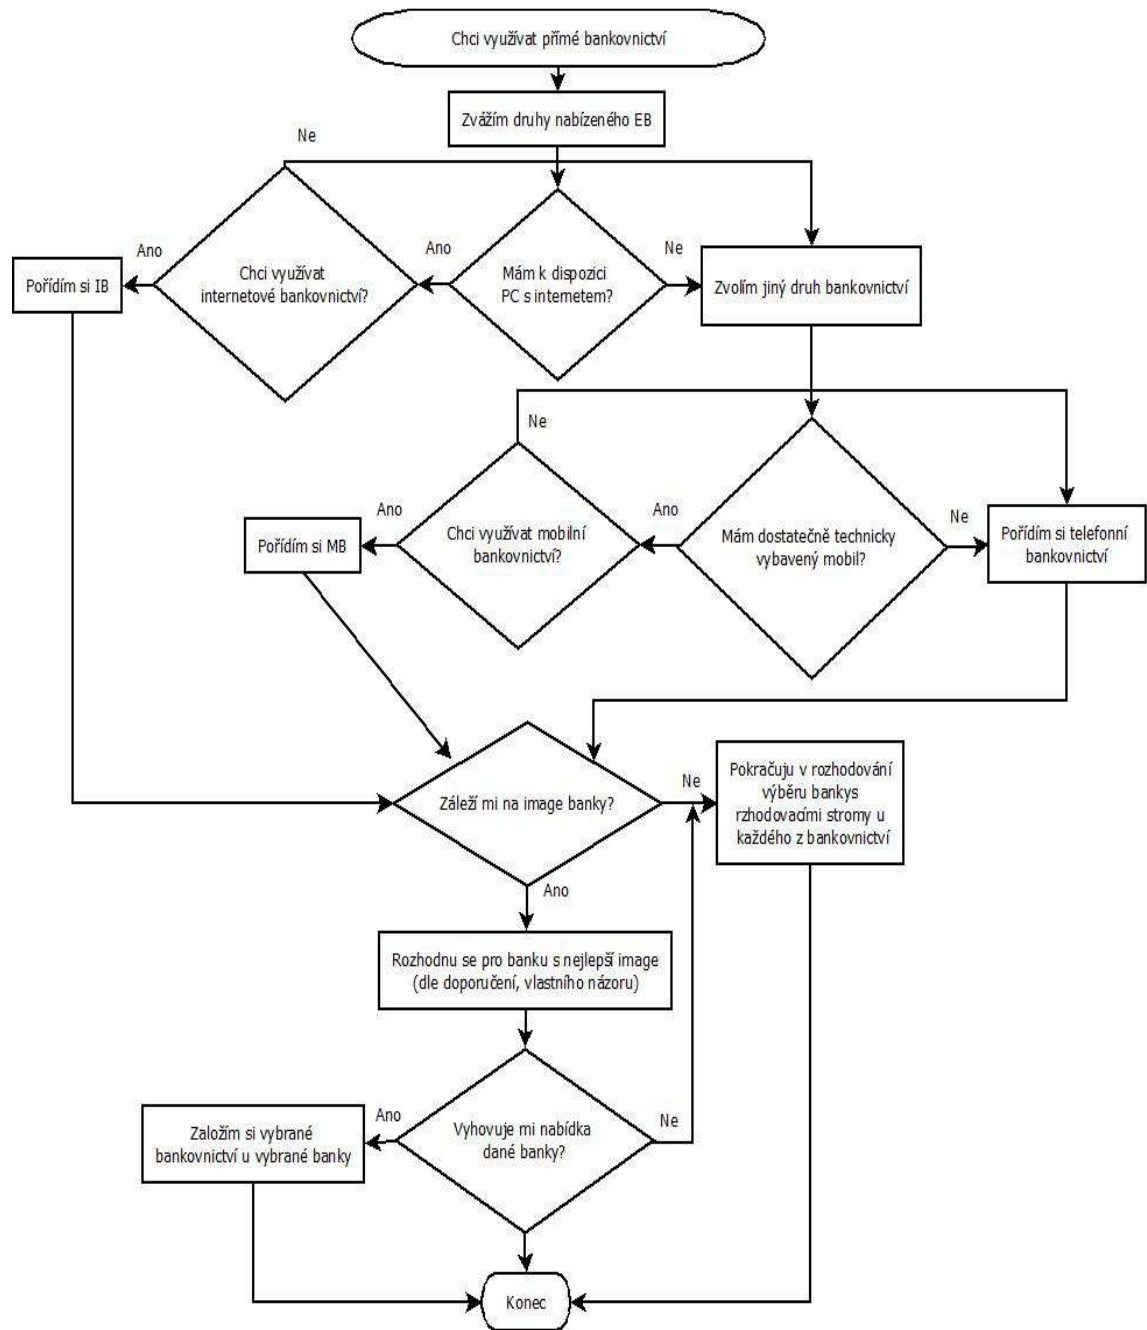 Chci využívat přímé bankovnictví
Zvážím druhy nabízeného EB
Ne
Ano
Ano
Ne
Pořídím si IB
Chci využívat
internetové bankovnictví?
Mám k dispozici
PC s internetem?
Zvolím jiný druh bankovnictví
Ne
Ano
Ano
Ne
Pořídím si MB
Chci využívat mobilní
bankovnictví?
Mám dostatečně technicky
vybavený mobil?
Pořídím si telefonní
bankovnictví
Záleží mi na image banky?
Ne
Pokračuju v rozhodování
výběru bankys
rzhodovacími stromy u
každého z bankovnictví
Ano
Rozhodnu se pro banku s nejlepší image
(dle doporučení, vlastního názoru)
Ano
Ne
Založím si vybrané
bankovnictví u vybrané banky
Vyhovuje mi nabídka
dané banky?
Konec